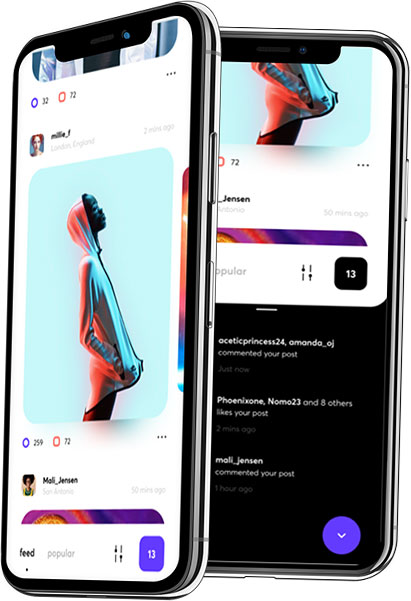 32 72
millie_f 2 mins ago
London, England
259 72
Mali_Jensen 50 mins ago
San Antonio
feed popular 13
72
_Jensen 50 mins ago
Antonio
opular 13
aceticprincess24, amanda_oj
commented your post
Just now
Phoenixone, Nomo23 and 8 others
likes your post
2 mins ago
mali_jensen
commented your post
1 hour ago